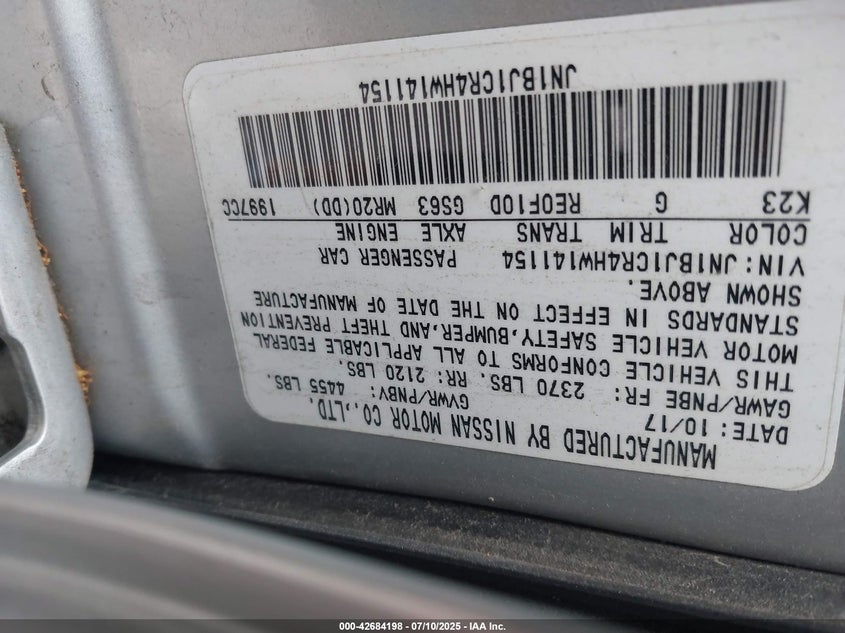 MANUFACTURED BY NISSAN MOTOR CO.,LTD.
DATE: 10/17 GVWR/PNBV: 4455 LBS.
GAWR/PNBE FR: 2370 LBS. RR: 2120 LBS.
THIS VEHICLE CONFORMS TO ALL APPLICABLE FEDERAL
MOTOR VEHICLE SAFETY,BUMPER,AND THEFT PREVENTION
STANDARDS IN EFFECT ON THE DATE OF MANUFACTURE
SHOWN ABOVE.
VIN:JN1BJ1CR4HW141154 PASSENGER CAR
COLOR TRIM TRANS AXLE ENGINE
K23 G REOF10D GS63 MR20(DD) 1997CC
JN1BJ1CR4HW141154
000-42684198 - 07/10/2025 - IAA Inc.